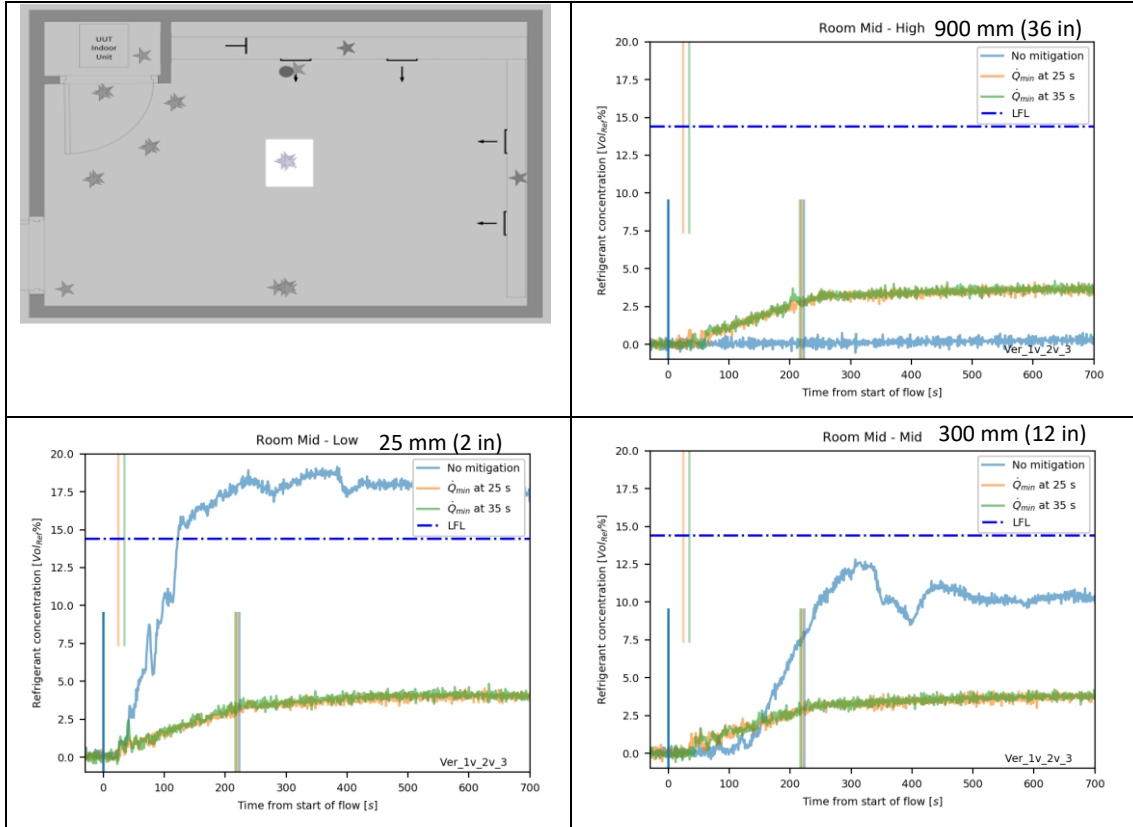 UUT
Indoor
Unit
Room Mid - High 900 mm (36 in)
20.0
17.5
15.0
12.5
10.0
7.5
5.0
2.5
0.0
Refrigerant concentration [Vol_Ref%]
No mitigation
Q̇_min at 25 s
Q̇_min at 35 s
LFL
Ver_1v_2v_3
0 100 200 300 400 500 600 700
Time from start of flow [s]
Room Mid - Low 25 mm (2 in)
20.0
17.5
15.0
12.5
10.0
7.5
5.0
2.5
0.0
Refrigerant concentration [Vol_Ref%]
No mitigation
Q̇_min at 25 s
Q̇_min at 35 s
LFL
Ver_1v_2v_3
0 100 200 300 400 500 600 700
Time from start of flow [s]
Room Mid - Mid 300 mm (12 in)
20.0
17.5
15.0
12.5
10.0
7.5
5.0
2.5
0.0
Refrigerant concentration [Vol_Ref%]
No mitigation
Q̇_min at 25 s
Q̇_min at 35 s
LFL
Ver_1v_2v_3
0 100 200 300 400 500 600 700
Time from start of flow [s]